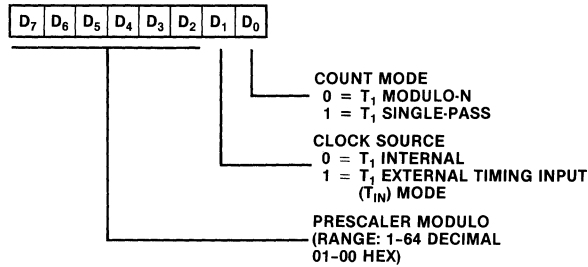 D7 D6 D5 D4 D3 D2 D1 D0
COUNT MODE
0 = T1 MODULO-N
1 = T1 SINGLE-PASS
CLOCK SOURCE
0 = T1 INTERNAL
1 = T1 EXTERNAL TIMING INPUT
(TIN) MODE
PRESCALER MODULO
(RANGE: 1-64 DECIMAL
01-00 HEX)